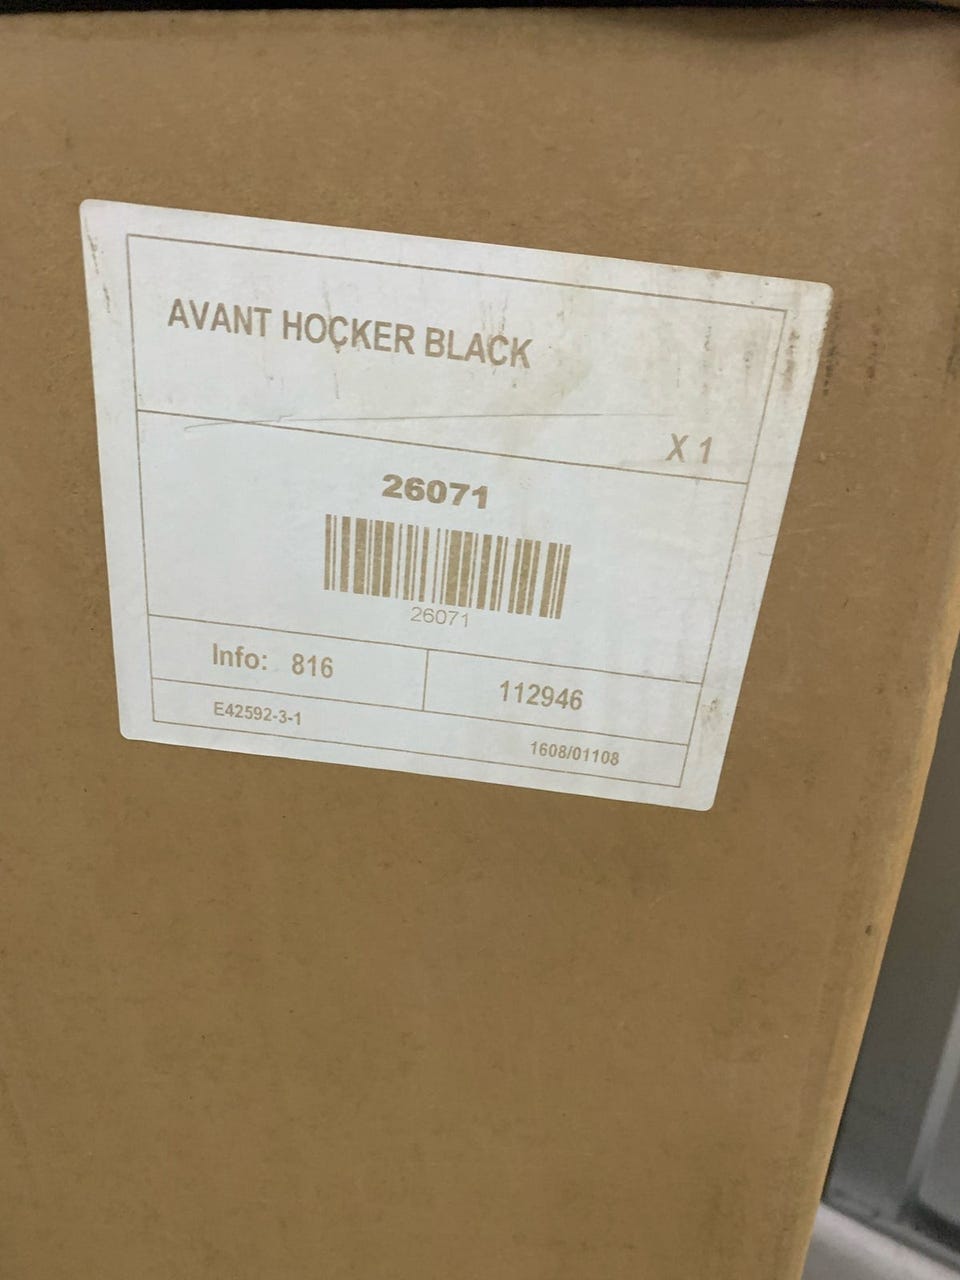 AVANT HOCKER BLACK
X 1
26071
26071
Info: 816
112946
E42592-3-1
1608/01108